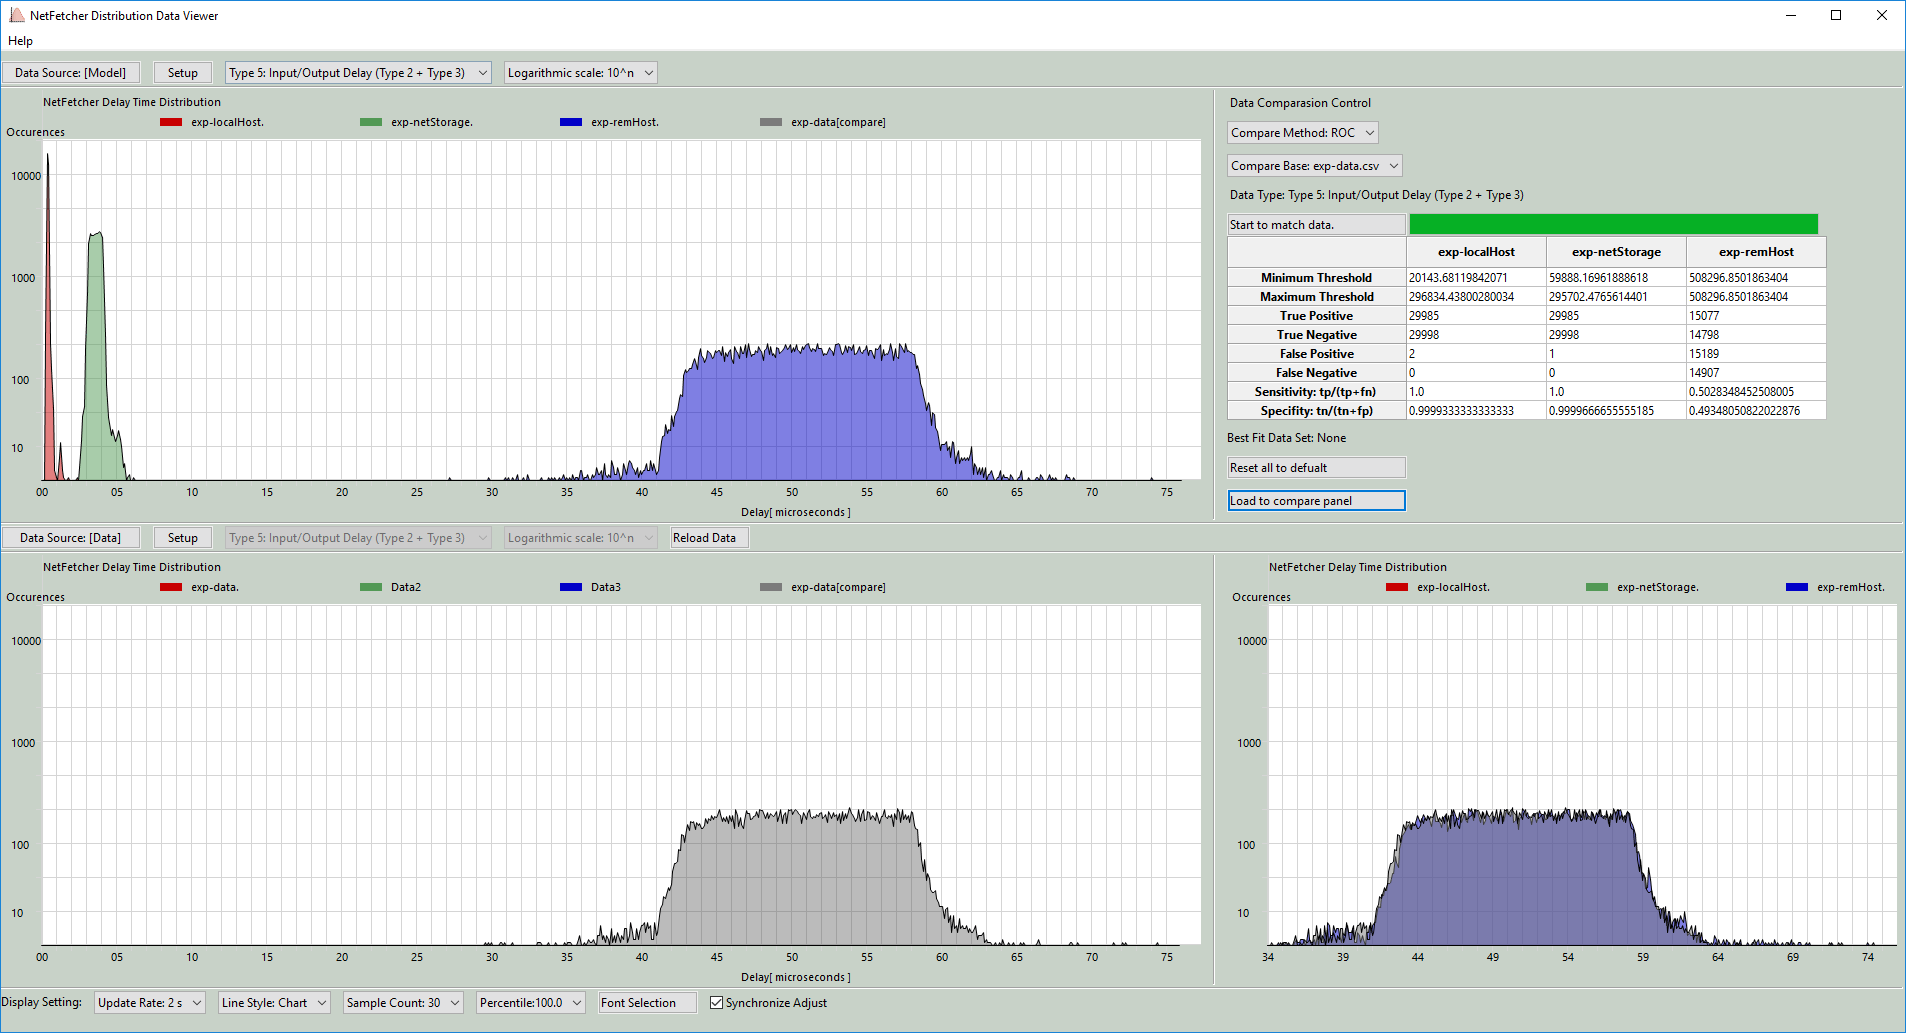 NetFetcher Distribution Data Viewer
Help
Data Source: [Model] Setup Type 5: Input/Output Delay (Type 2 + Type 3) Logarithmic scale: 10^n
NetFetcher Delay Time Distribution
exp-localHost. exp-netStorage. exp-remHost. exp-data[compare]
Occurences
10000
1000
100
10
00 05 10 15 20 25 30 35 40 45 50 55 60 65 70 75
Delay[ microseconds ]
Data Comparasion Control
Compare Method: ROC
Compare Base: exp-data.csv
Data Type: Type 5: Input/Output Delay (Type 2 + Type 3)
Start to match data.
exp-localHost exp-netStorage exp-remHost
Minimum Threshold 20143.68119842071 59888.16961888618 508296.8501863404
Maximum Threshold 296834.43800280034 295702.4765614401 508296.8501863404
True Positive 29985 29985 15077
True Negative 29998 29998 14798
False Positive 2 1 15189
False Negative 0 0 14907
Sensitivity: tp/(tp+fn) 1.0 1.0 0.5028348452508005
Specifity: tn/(tn+fp) 0.9999333333333333 0.9999666655555185 0.49348050822022876
Best Fit Data Set: None
Reset all to defualt
Load to compare panel
Data Source: [Data] Setup Type 5: Input/Output Delay (Type 2 + Type 3) Logarithmic scale: 10^n Reload Data
NetFetcher Delay Time Distribution
exp-data. Data2 Data3 exp-data[compare]
Occurences
10000
1000
100
10
00 05 10 15 20 25 30 35 40 45 50 55 60 65 70 75
Delay[ microseconds ]
NetFetcher Delay Time Distribution
exp-localHost. exp-netStorage. exp-remHost.
Occurences
10000
1000
100
10
34 39 44 49 54 59 64 69 74
Display Setting: Update Rate: 2 s Line Style: Chart Sample Count: 30 Percentile:100.0 Font Selection Synchronize Adjust